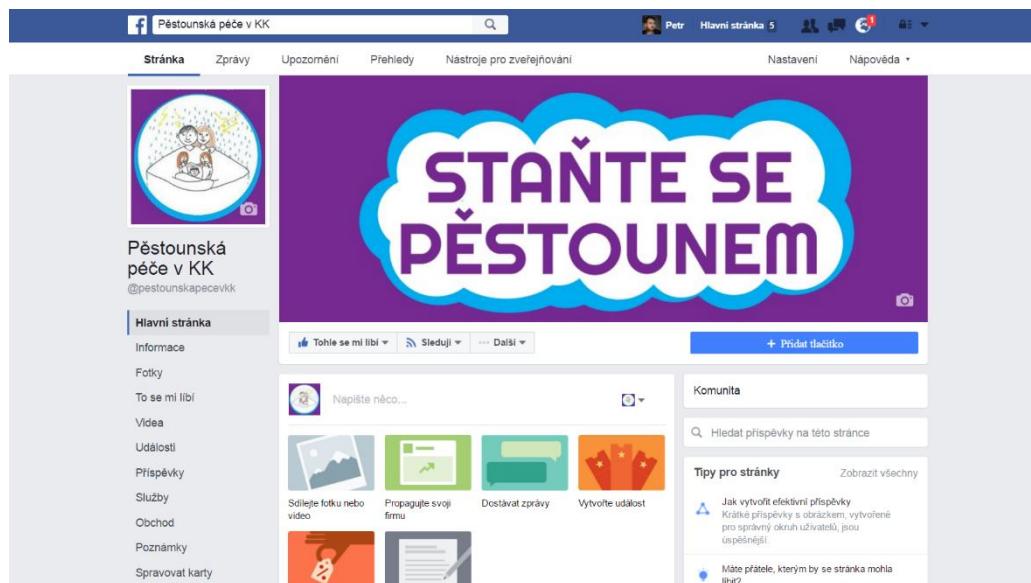 Pěstounská péče v KK
Petr Hlavní stránka 5
1
Stránka Zprávy Upozornění Přehledy Nástroje pro zveřejňování Nastavení Nápověda
STAŇTE SE
PĚSTOUNEM
Pěstounská
péče v KK
@pestounskapecevkk
Hlavní stránka
Informace
Fotky
To se mi líbí
Videa
Události
Příspěvky
Služby
Obchod
Poznámky
Spravovat karty
Tohle se mi líbí Sleduji Další
+ Přidat tlačítko
Napište něco...
Sdílejte fotku nebo
video
Propagujte svoji
firmu
Dostávat zprávy
Vytvořte událost
Komunita
Hledat příspěvky na této stránce
Tipy pro stránky Zobrazit všechny
Jak vytvořit efektivní příspěvky
Krátké příspěvky s obrázkem, vytvořené
pro správný okruh uživatelů, jsou
úspěšnější.
Máte přátele, kterým by se stránka mohla
líbit?